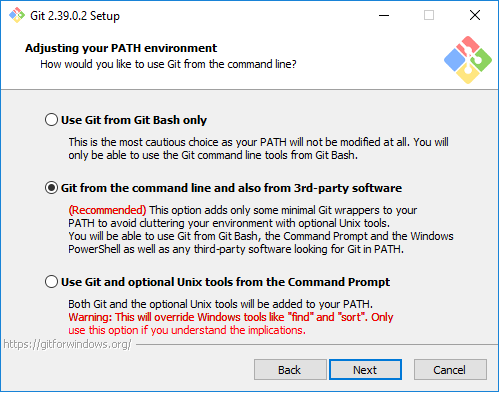 Git 2.39.0.2 Setup
Adjusting your PATH environment
How would you like to use Git from the command line?
Use Git from Git Bash only
This is the most cautious choice as your PATH will not be modified at all. You will
only be able to use the Git command line tools from Git Bash.
Git from the command line and also from 3rd-party software
(Recommended) This option adds only some minimal Git wrappers to your
PATH to avoid cluttering your environment with optional Unix tools.
You will be able to use Git from Git Bash, the Command Prompt and the Windows
PowerShell as well as any third-party software looking for Git in PATH.
Use Git and optional Unix tools from the Command Prompt
Both Git and the optional Unix tools will be added to your PATH.
Warning: This will override Windows tools like "find" and "sort". Only
use this option if you understand the implications.
https://gitforwindows.org/
Back
Next
Cancel